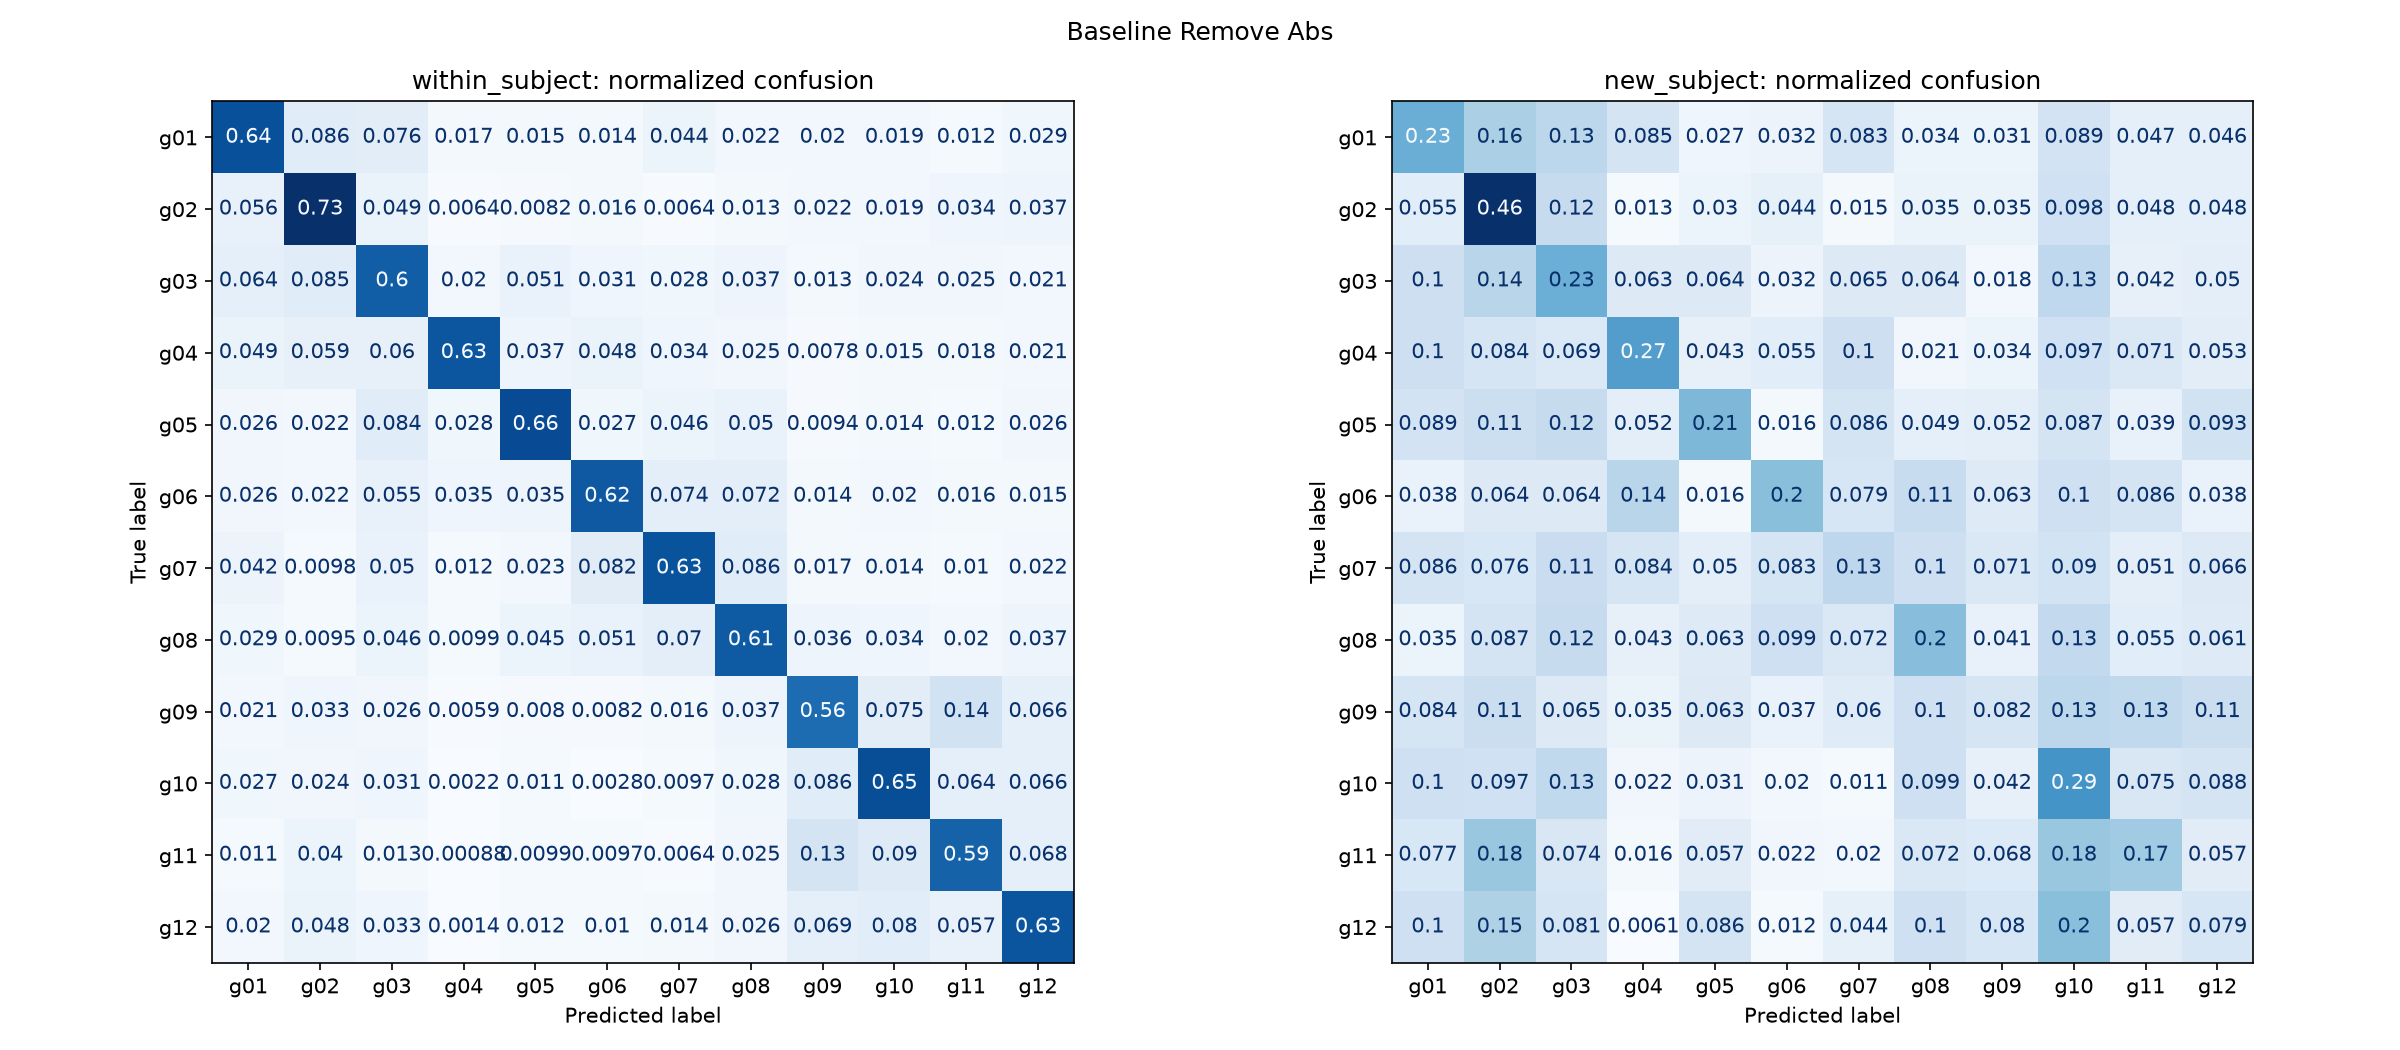 Baseline Remove Abs
within_subject: normalized confusion
g01 0.64 0.086 0.076 0.017 0.015 0.014 0.044 0.022 0.02 0.019 0.012 0.029
g02 0.056 0.73 0.049 0.0064 0.0082 0.016 0.0064 0.013 0.022 0.019 0.034 0.037
g03 0.064 0.085 0.6 0.02 0.051 0.031 0.028 0.037 0.013 0.024 0.025 0.021
g04 0.049 0.059 0.06 0.63 0.037 0.048 0.034 0.025 0.0078 0.015 0.018 0.021
g05 0.026 0.022 0.084 0.028 0.66 0.027 0.046 0.05 0.0094 0.014 0.012 0.026
g06 0.026 0.022 0.055 0.035 0.035 0.62 0.074 0.072 0.014 0.02 0.016 0.015
g07 0.042 0.0098 0.05 0.012 0.023 0.082 0.63 0.086 0.017 0.014 0.01 0.022
g08 0.029 0.0095 0.046 0.0099 0.045 0.051 0.07 0.61 0.036 0.034 0.02 0.037
g09 0.021 0.033 0.026 0.0059 0.008 0.0082 0.016 0.037 0.56 0.075 0.14 0.066
g10 0.027 0.024 0.031 0.0022 0.011 0.0028 0.0097 0.028 0.086 0.65 0.064 0.066
g11 0.011 0.04 0.013 0.00088 0.0099 0.0097 0.0064 0.025 0.13 0.09 0.59 0.068
g12 0.02 0.048 0.033 0.0014 0.012 0.01 0.014 0.026 0.069 0.08 0.057 0.63
g01 g02 g03 g04 g05 g06 g07 g08 g09 g10 g11 g12
Predicted label
True label
new_subject: normalized confusion
g01 0.23 0.16 0.13 0.085 0.027 0.032 0.083 0.034 0.031 0.089 0.047 0.046
g02 0.055 0.46 0.12 0.013 0.03 0.044 0.015 0.035 0.035 0.098 0.048 0.048
g03 0.1 0.14 0.23 0.063 0.064 0.032 0.065 0.064 0.018 0.13 0.042 0.05
g04 0.1 0.084 0.069 0.27 0.043 0.055 0.1 0.021 0.034 0.097 0.071 0.053
g05 0.089 0.11 0.12 0.052 0.21 0.016 0.086 0.049 0.052 0.087 0.039 0.093
g06 0.038 0.064 0.064 0.14 0.016 0.2 0.079 0.11 0.063 0.1 0.086 0.038
g07 0.086 0.076 0.11 0.084 0.05 0.083 0.13 0.1 0.071 0.09 0.051 0.066
g08 0.035 0.087 0.12 0.043 0.063 0.099 0.072 0.2 0.041 0.13 0.055 0.061
g09 0.084 0.11 0.065 0.035 0.063 0.037 0.06 0.1 0.082 0.13 0.13 0.11
g10 0.1 0.097 0.13 0.022 0.031 0.02 0.011 0.099 0.042 0.29 0.075 0.088
g11 0.077 0.18 0.074 0.016 0.057 0.022 0.02 0.072 0.068 0.18 0.17 0.057
g12 0.1 0.15 0.081 0.0061 0.086 0.012 0.044 0.1 0.08 0.2 0.057 0.079
g01 g02 g03 g04 g05 g06 g07 g08 g09 g10 g11 g12
Predicted label
True label